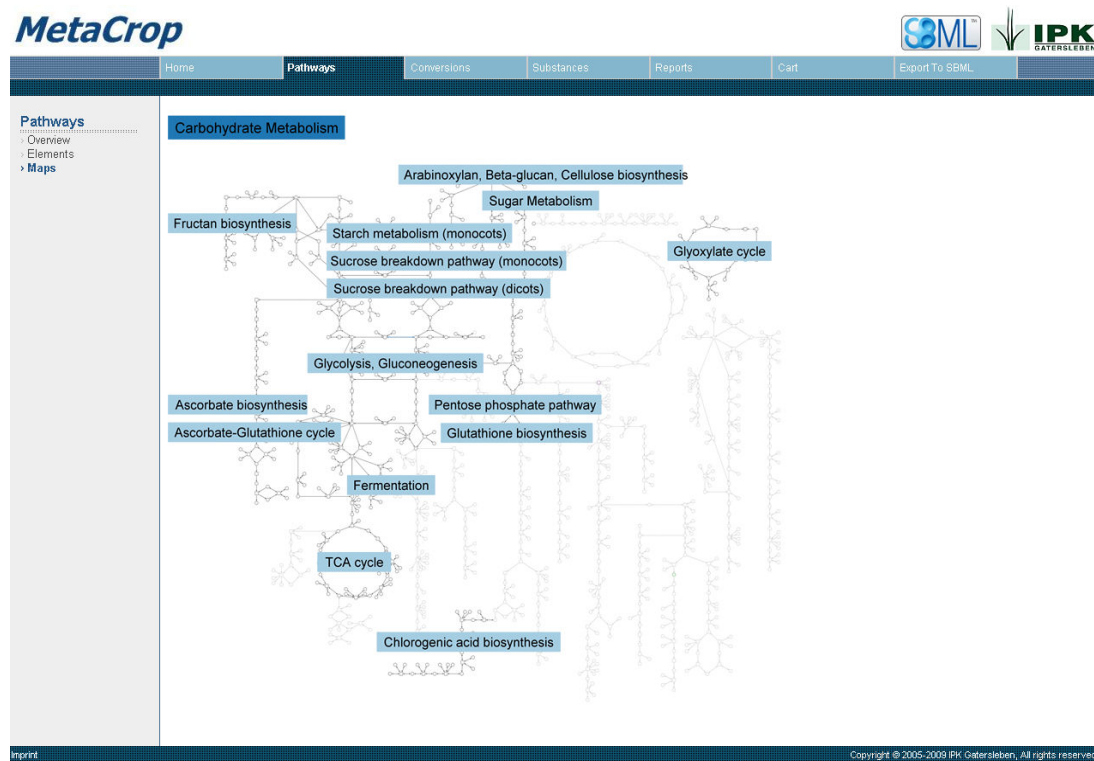 MetaCrop
SBML™
IPK
GATERSLEBEN
Home
Pathways
Conversions
Substances
Reports
Cart
Export To SBML
Pathways
› Overview
› Elements
› Maps
Carbohydrate Metabolism
Arabinoxylan, Beta-glucan, Cellulose biosynthesis
Sugar Metabolism
Fructan biosynthesis
Starch metabolism (monocots)
Glyoxylate cycle
Sucrose breakdown pathway (monocots)
Sucrose breakdown pathway (dicots)
Glycolysis, Gluconeogenesis
Ascorbate biosynthesis
Pentose phosphate pathway
Ascorbate-Glutathione cycle
Glutathione biosynthesis
Fermentation
TCA cycle
Chlorogenic acid biosynthesis
Imprint
Copyright © 2005-2009 IPK Gatersleben, All rights reserved